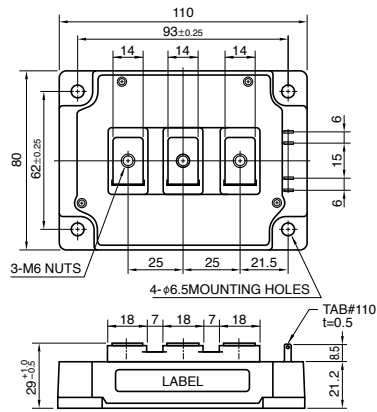 110
93±0.25
14 14 14
80
62±0.25
6
15
6
3-M6 NUTS
25 25 21.5
4-φ6.5MOUNTING HOLES
TAB#110
t=0.5
18 7 18 7 18
29+1.0-0.5
LABEL
8.5
21.2